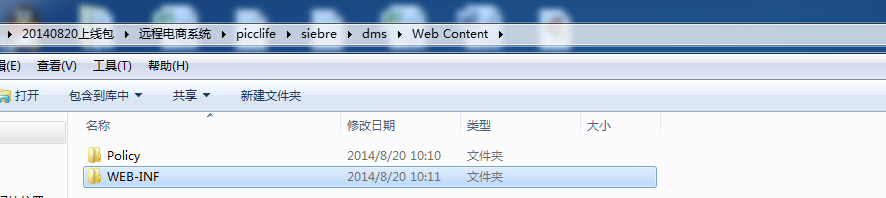 20140820上线包 ▸ 远程电商系统 ▸ picclife ▸ siebre ▸ dms ▸ Web Content ▸
(E) 查看(V) 工具(T) 帮助(H)
打开 包含到库中 共享 新建文件夹
名称 修改日期 类型 大小
Policy 2014/8/20 10:10 文件夹
WEB-INF 2014/8/20 10:11 文件夹